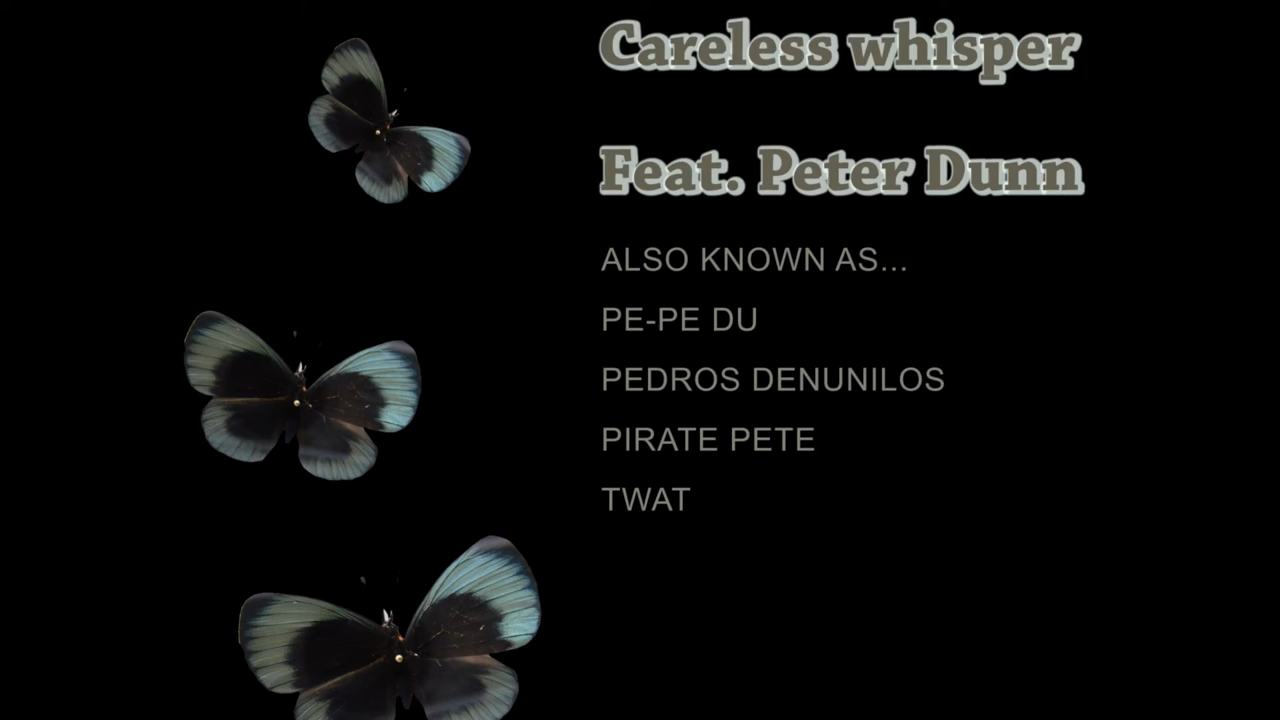 Careless whisper
Feat. Peter Dunn
ALSO KNOWN AS...
PE-PE DU
PEDROS DENUNILOS
PIRATE PETE
TWAT